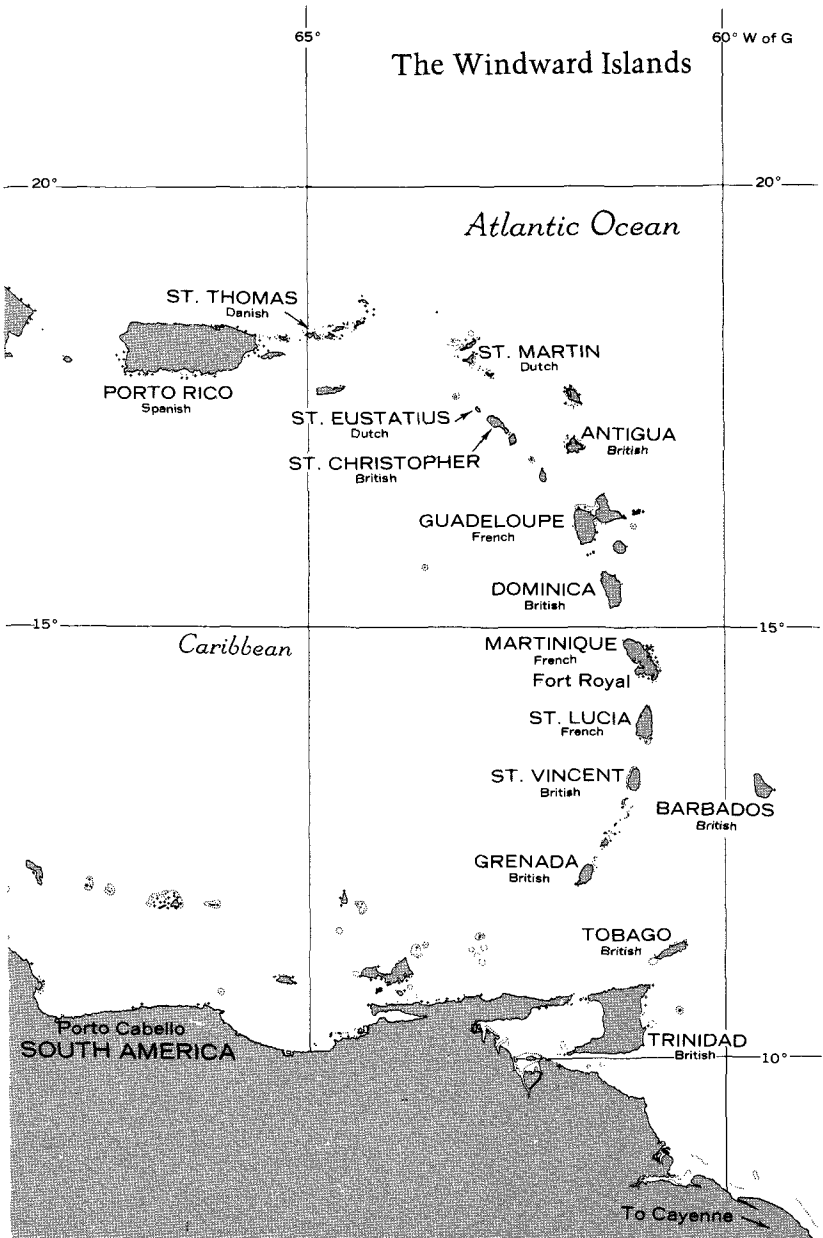 65°
60° W of G
The Windward Islands
20°
20°
Atlantic Ocean
ST. THOMAS
Danish
ST. MARTIN
Dutch
PORTO RICO
Spanish
ST. EUSTATIUS
Dutch
ANTIGUA
British
ST. CHRISTOPHER
British
GUADELOUPE
French
DOMINICA
British
15°
15°
Caribbean
MARTINIQUE
French
Fort Royal
ST. LUCIA
French
ST. VINCENT
British
BARBADOS
British
GRENADA
British
TOBAGO
British
Porto Cabello
SOUTH AMERICA
TRINIDAD
British
10°
To Cayenne